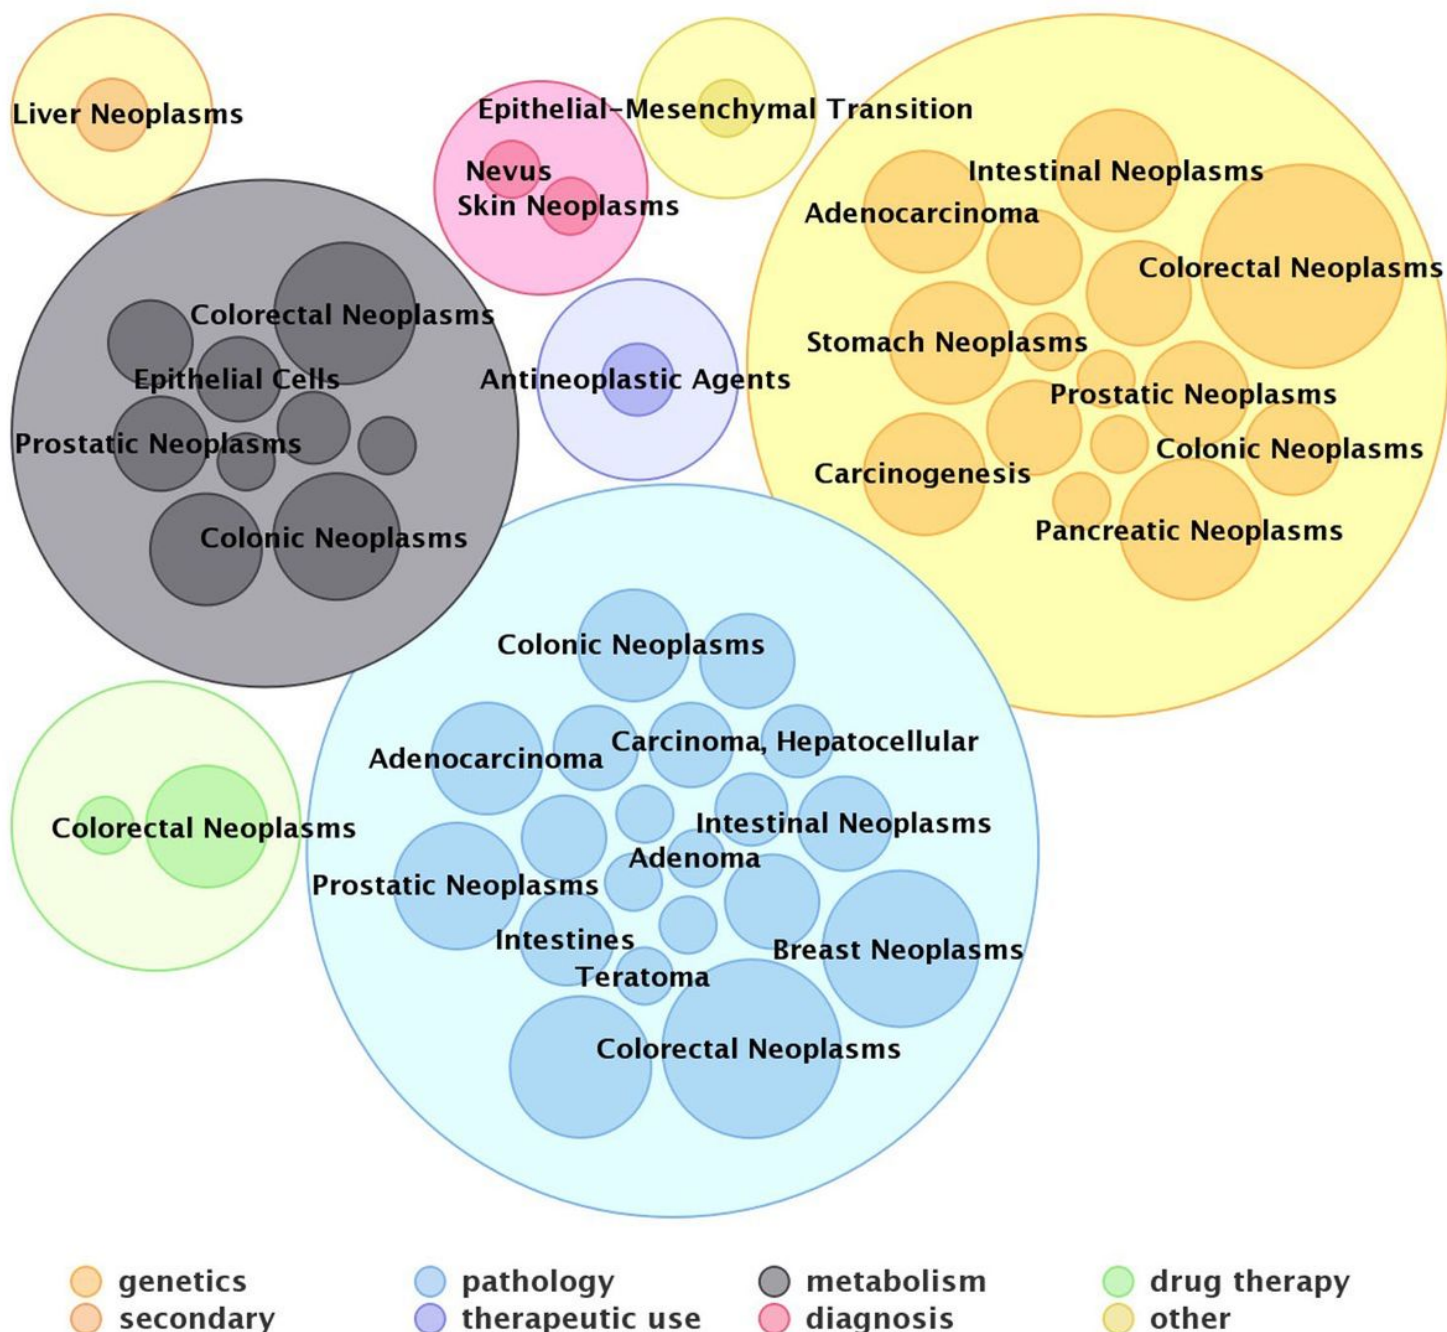 Liver Neoplasms
Epithelial-Mesenchymal Transition
Nevus
Skin Neoplasms
Intestinal Neoplasms
Adenocarcinoma
Colorectal Neoplasms
Colorectal Neoplasms
Stomach Neoplasms
Epithelial Cells
Antineoplastic Agents
Prostatic Neoplasms
Prostatic Neoplasms
Colonic Neoplasms
Carcinogenesis
Pancreatic Neoplasms
Colonic Neoplasms
Colonic Neoplasms
Adenocarcinoma
Carcinoma, Hepatocellular
Colorectal Neoplasms
Intestinal Neoplasms
Adenoma
Prostatic Neoplasms
Intestines
Breast Neoplasms
Teratoma
Colorectal Neoplasms
genetics pathology metabolism drug therapy
secondary therapeutic use diagnosis other